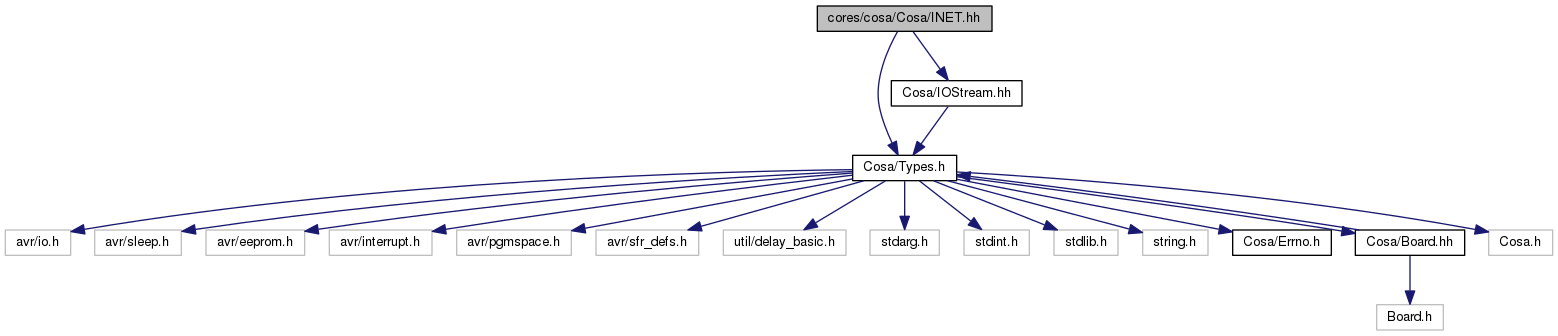 cores/cosa/Cosa/INET.hh
Cosa/IOStream.hh
Cosa/Types.h
avr/io.h
avr/sleep.h
avr/eeprom.h
avr/interrupt.h
avr/pgmspace.h
avr/sfr_defs.h
util/delay_basic.h
stdarg.h
stdint.h
stdlib.h
string.h
Cosa/Errno.h
Cosa/Board.hh
Cosa.h
Board.h